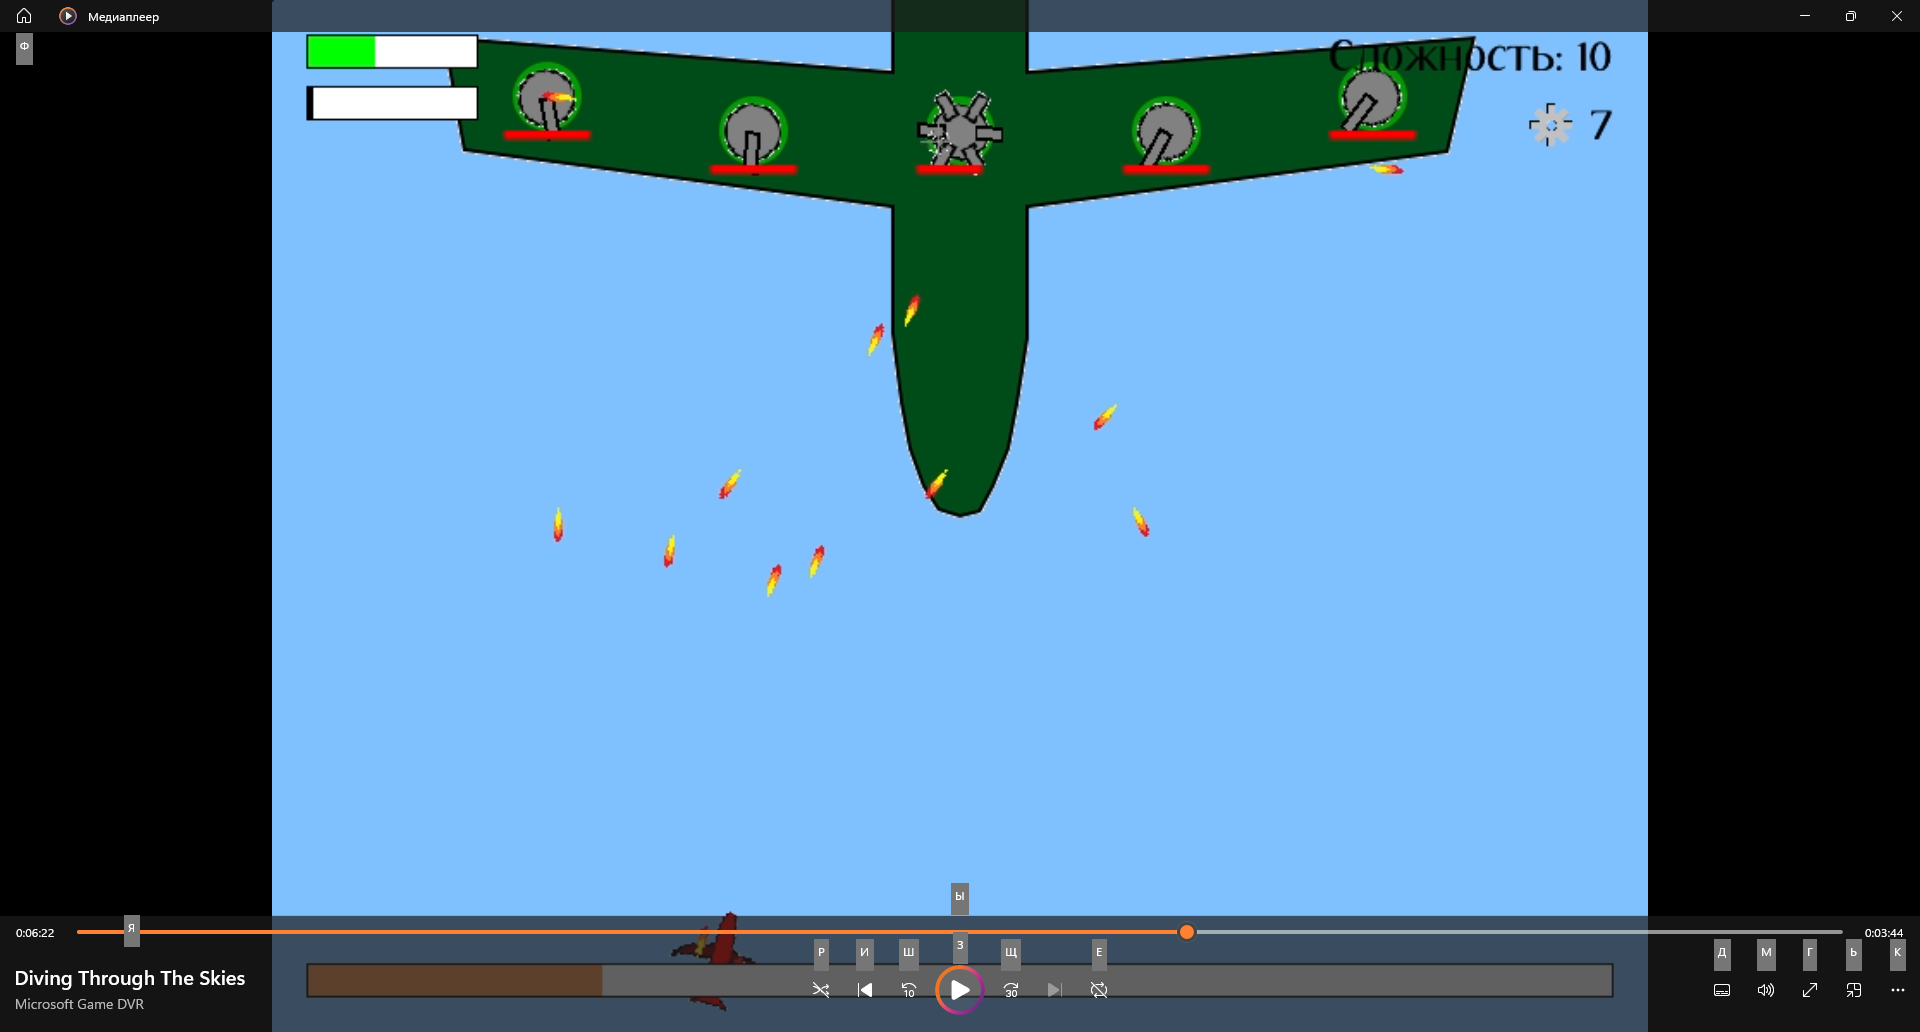 Медиаплеер
Ф
Сложность: 10
7
Ы
0:06:22
Я
0:03:44
Р И Ш З Щ Е Д М Г Ь К
Diving Through The Skies
10
30
Microsoft Game DVR